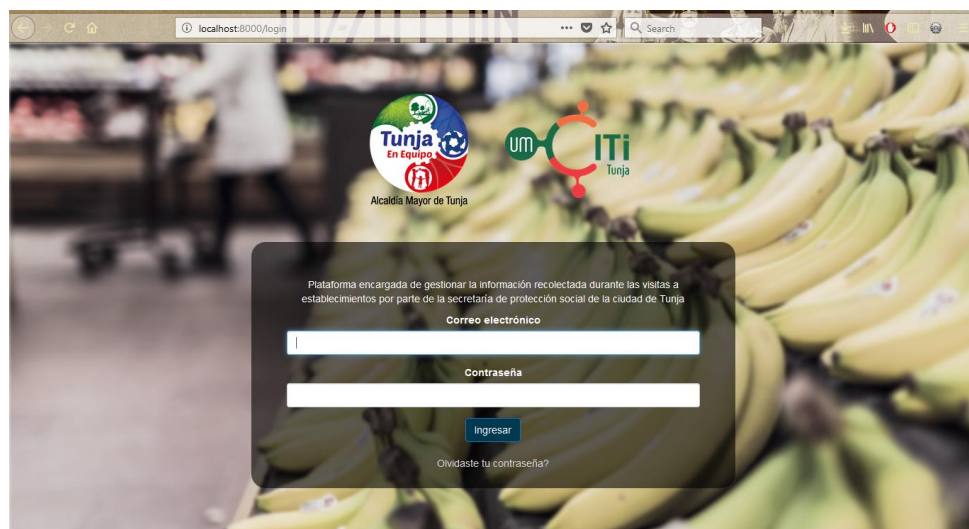 localhost:8000/login
Search
Tunja
En Equipo
Alcaldía Mayor de Tunja
UM
CITi
Tunja
Plataforma encargada de gestionar la información recolectada durante las visitas a
establecimientos por parte de la secretaría de protección social de la ciudad de Tunja
Correo electrónico
Contraseña
Ingresar
Olvidaste tu contraseña?